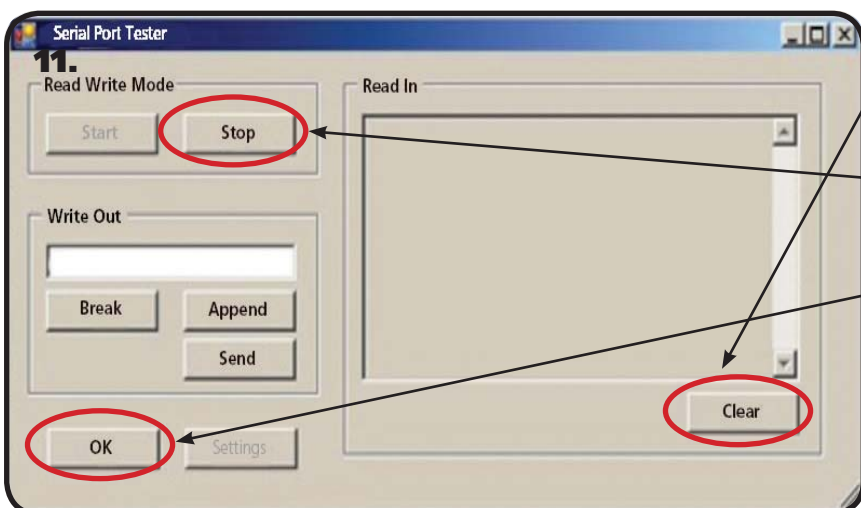 Serial Port Tester
11.
Read Write Mode
Start
Stop
Write Out
Break
Append
Send
OK
Settings
Read In
Clear